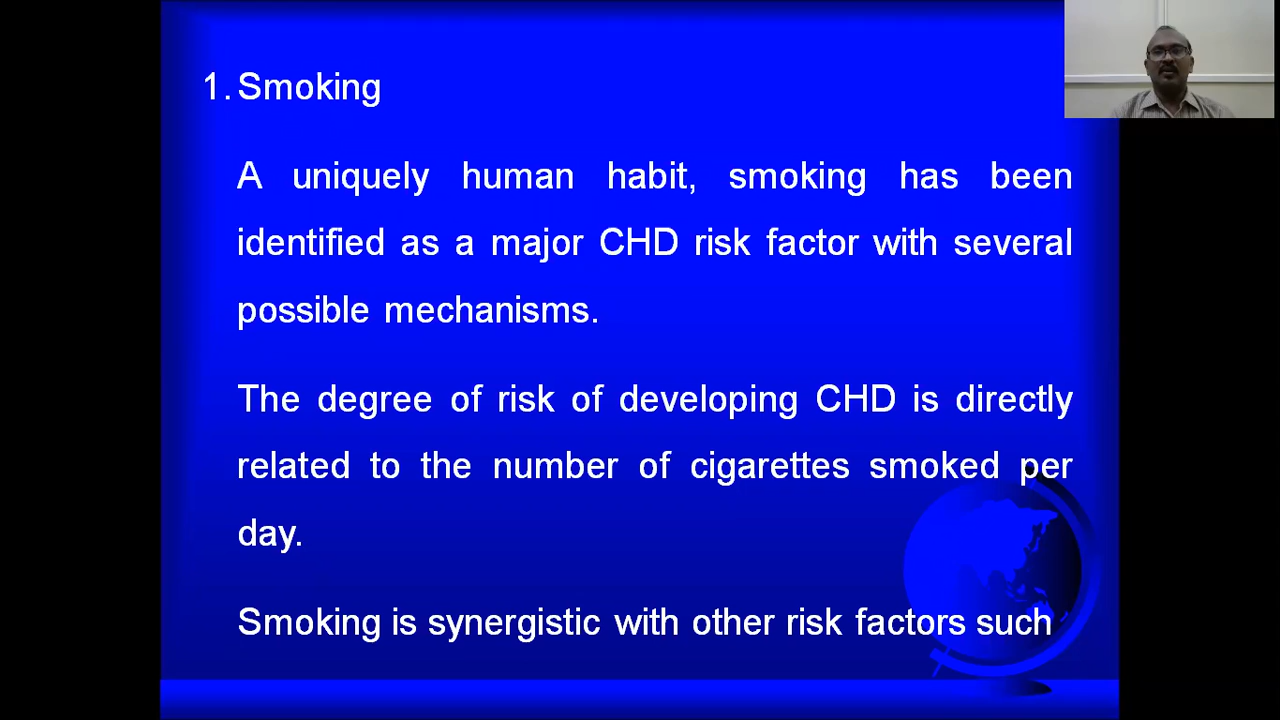 1. Smoking
A uniquely human habit, smoking has been
identified as a major CHD risk factor with several
possible mechanisms.
The degree of risk of developing CHD is directly
related to the number of cigarettes smoked per
day.
Smoking is synergistic with other risk factors such